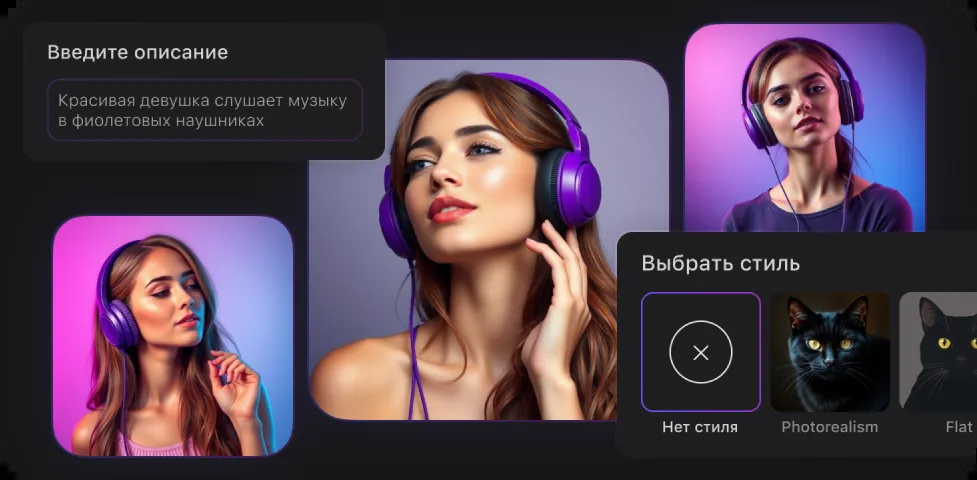 Введите описание
Красивая девушка слушает музыку
в фиолетовых наушниках
Выбрать стиль
Нет стиля
Photorealism
Flat